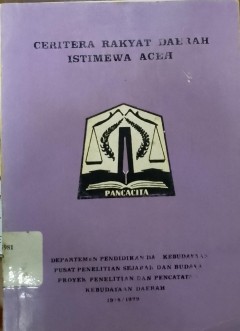 CERITERA RAKYAT DAERAH
ISTIMEWA ACEH
PANCACITA
DEPARTEMEN PENDIDIKAN DAN KEBUDAYAAN
PUSAT PENELITIAN SEJARAH DAN BUDAYA
PROYEK PENELITIAN DAN PENCATATAN
KEBUDAYAAN DAERAH